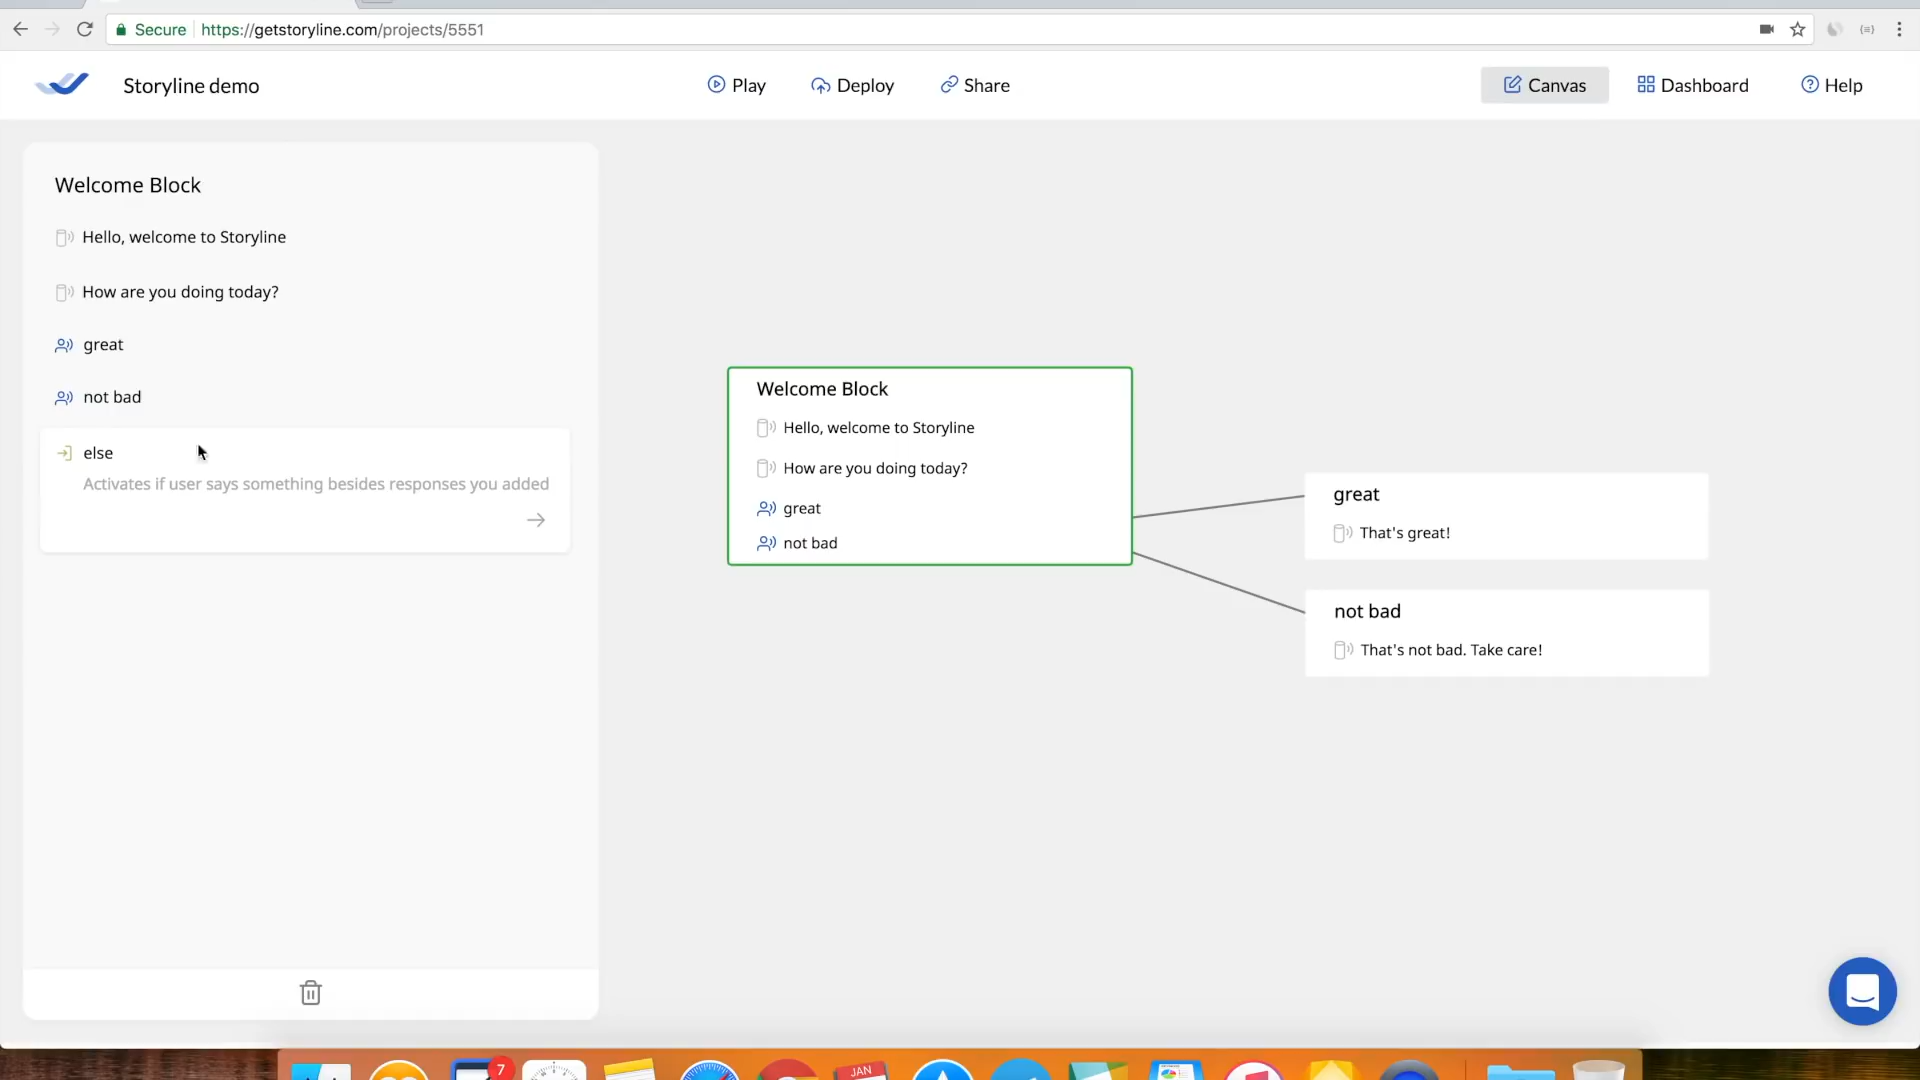 Secure https://getstoryline.com/projects/5551
Storyline demo
Play
Deploy
Share
Canvas
Dashboard
Help
Welcome Block
Hello, welcome to Storyline
How are you doing today?
great
not bad
else
Activates if user says something besides responses you added
Welcome Block
Hello, welcome to Storyline
How are you doing today?
great
not bad
great
That's great!
not bad
That's not bad. Take care!
7
JAN